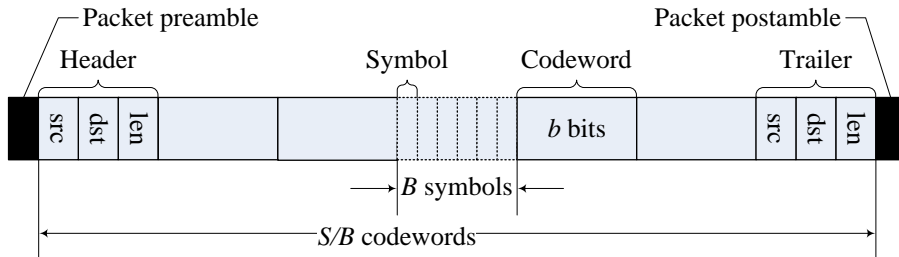 Packet preamble
Packet postamble
Header
Symbol
Codeword
Trailer
src
dst
len
b bits
src
dst
len
B symbols
S/B codewords